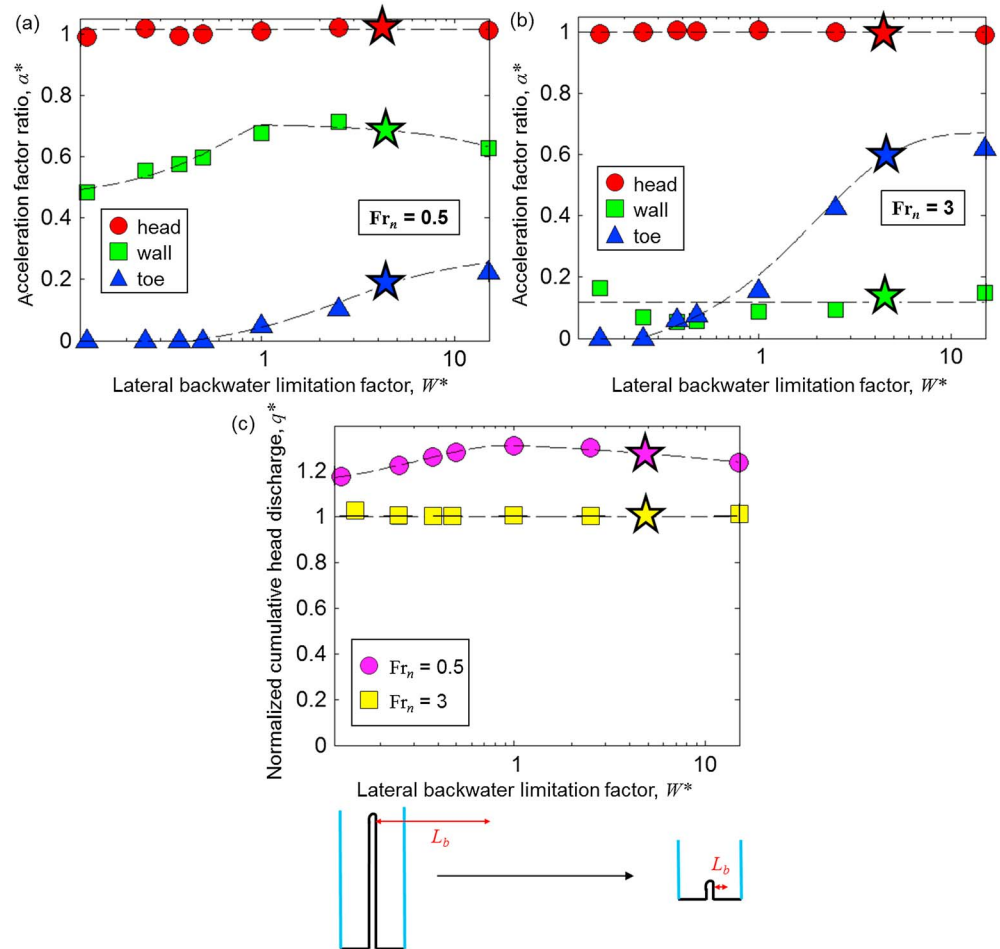 (a)
Acceleration factor ratio, α*
1
0.8
0.6
0.4
0.2
0
head
wall
toe
Frₙ = 0.5
1
10
Lateral backwater limitation factor, W*
(b)
Acceleration factor ratio, α*
1
0.8
0.6
0.4
0.2
0
head
wall
toe
Frₙ = 3
1
10
Lateral backwater limitation factor, W*
(c)
Normalized cumulative head discharge, q*
1.2
1
0.8
0.6
0.4
0.2
0
Frₙ = 0.5
Frₙ = 3
1
10
Lateral backwater limitation factor, W*
L_b
L_b